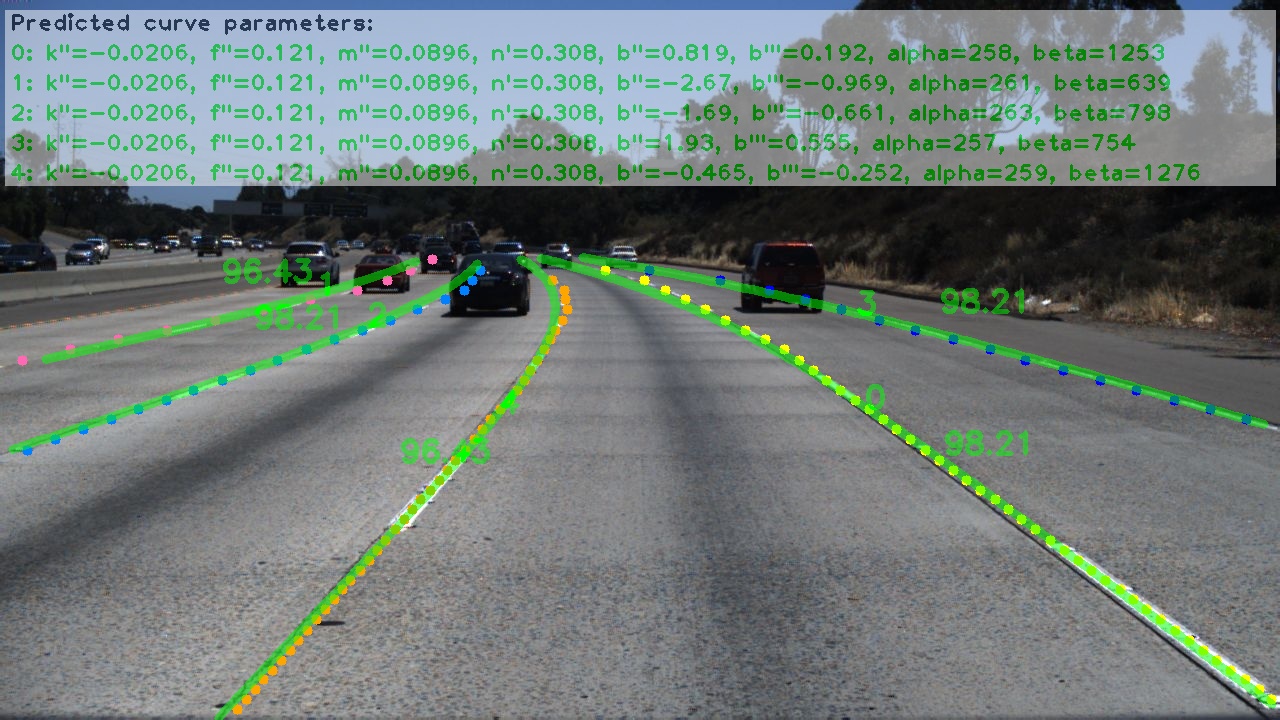 Predicted curve parameters:
0: k''=-0.0206, f''=0.121, m''=0.0896, n'=0.308, b''=0.819, b'''=0.192, alpha=258, beta=1253
1: k''=-0.0206, f''=0.121, m''=0.0896, n'=0.308, b''=-2.67, b'''=-0.969, alpha=261, beta=639
2: k''=-0.0206, f''=0.121, m''=0.0896, n'=0.308, b''=-1.69, b'''=-0.661, alpha=263, beta=798
3: k''=-0.0206, f''=0.121, m''=0.0896, n'=0.308, b''=1.93, b'''=0.555, alpha=257, beta=754
4: k''=-0.0206, f''=0.121, m''=0.0896, n'=0.308, b''=-0.465, b'''=-0.252, alpha=259, beta=1276
96.43 1
3 98.21
98.21 2
0
4
98.21
96.43